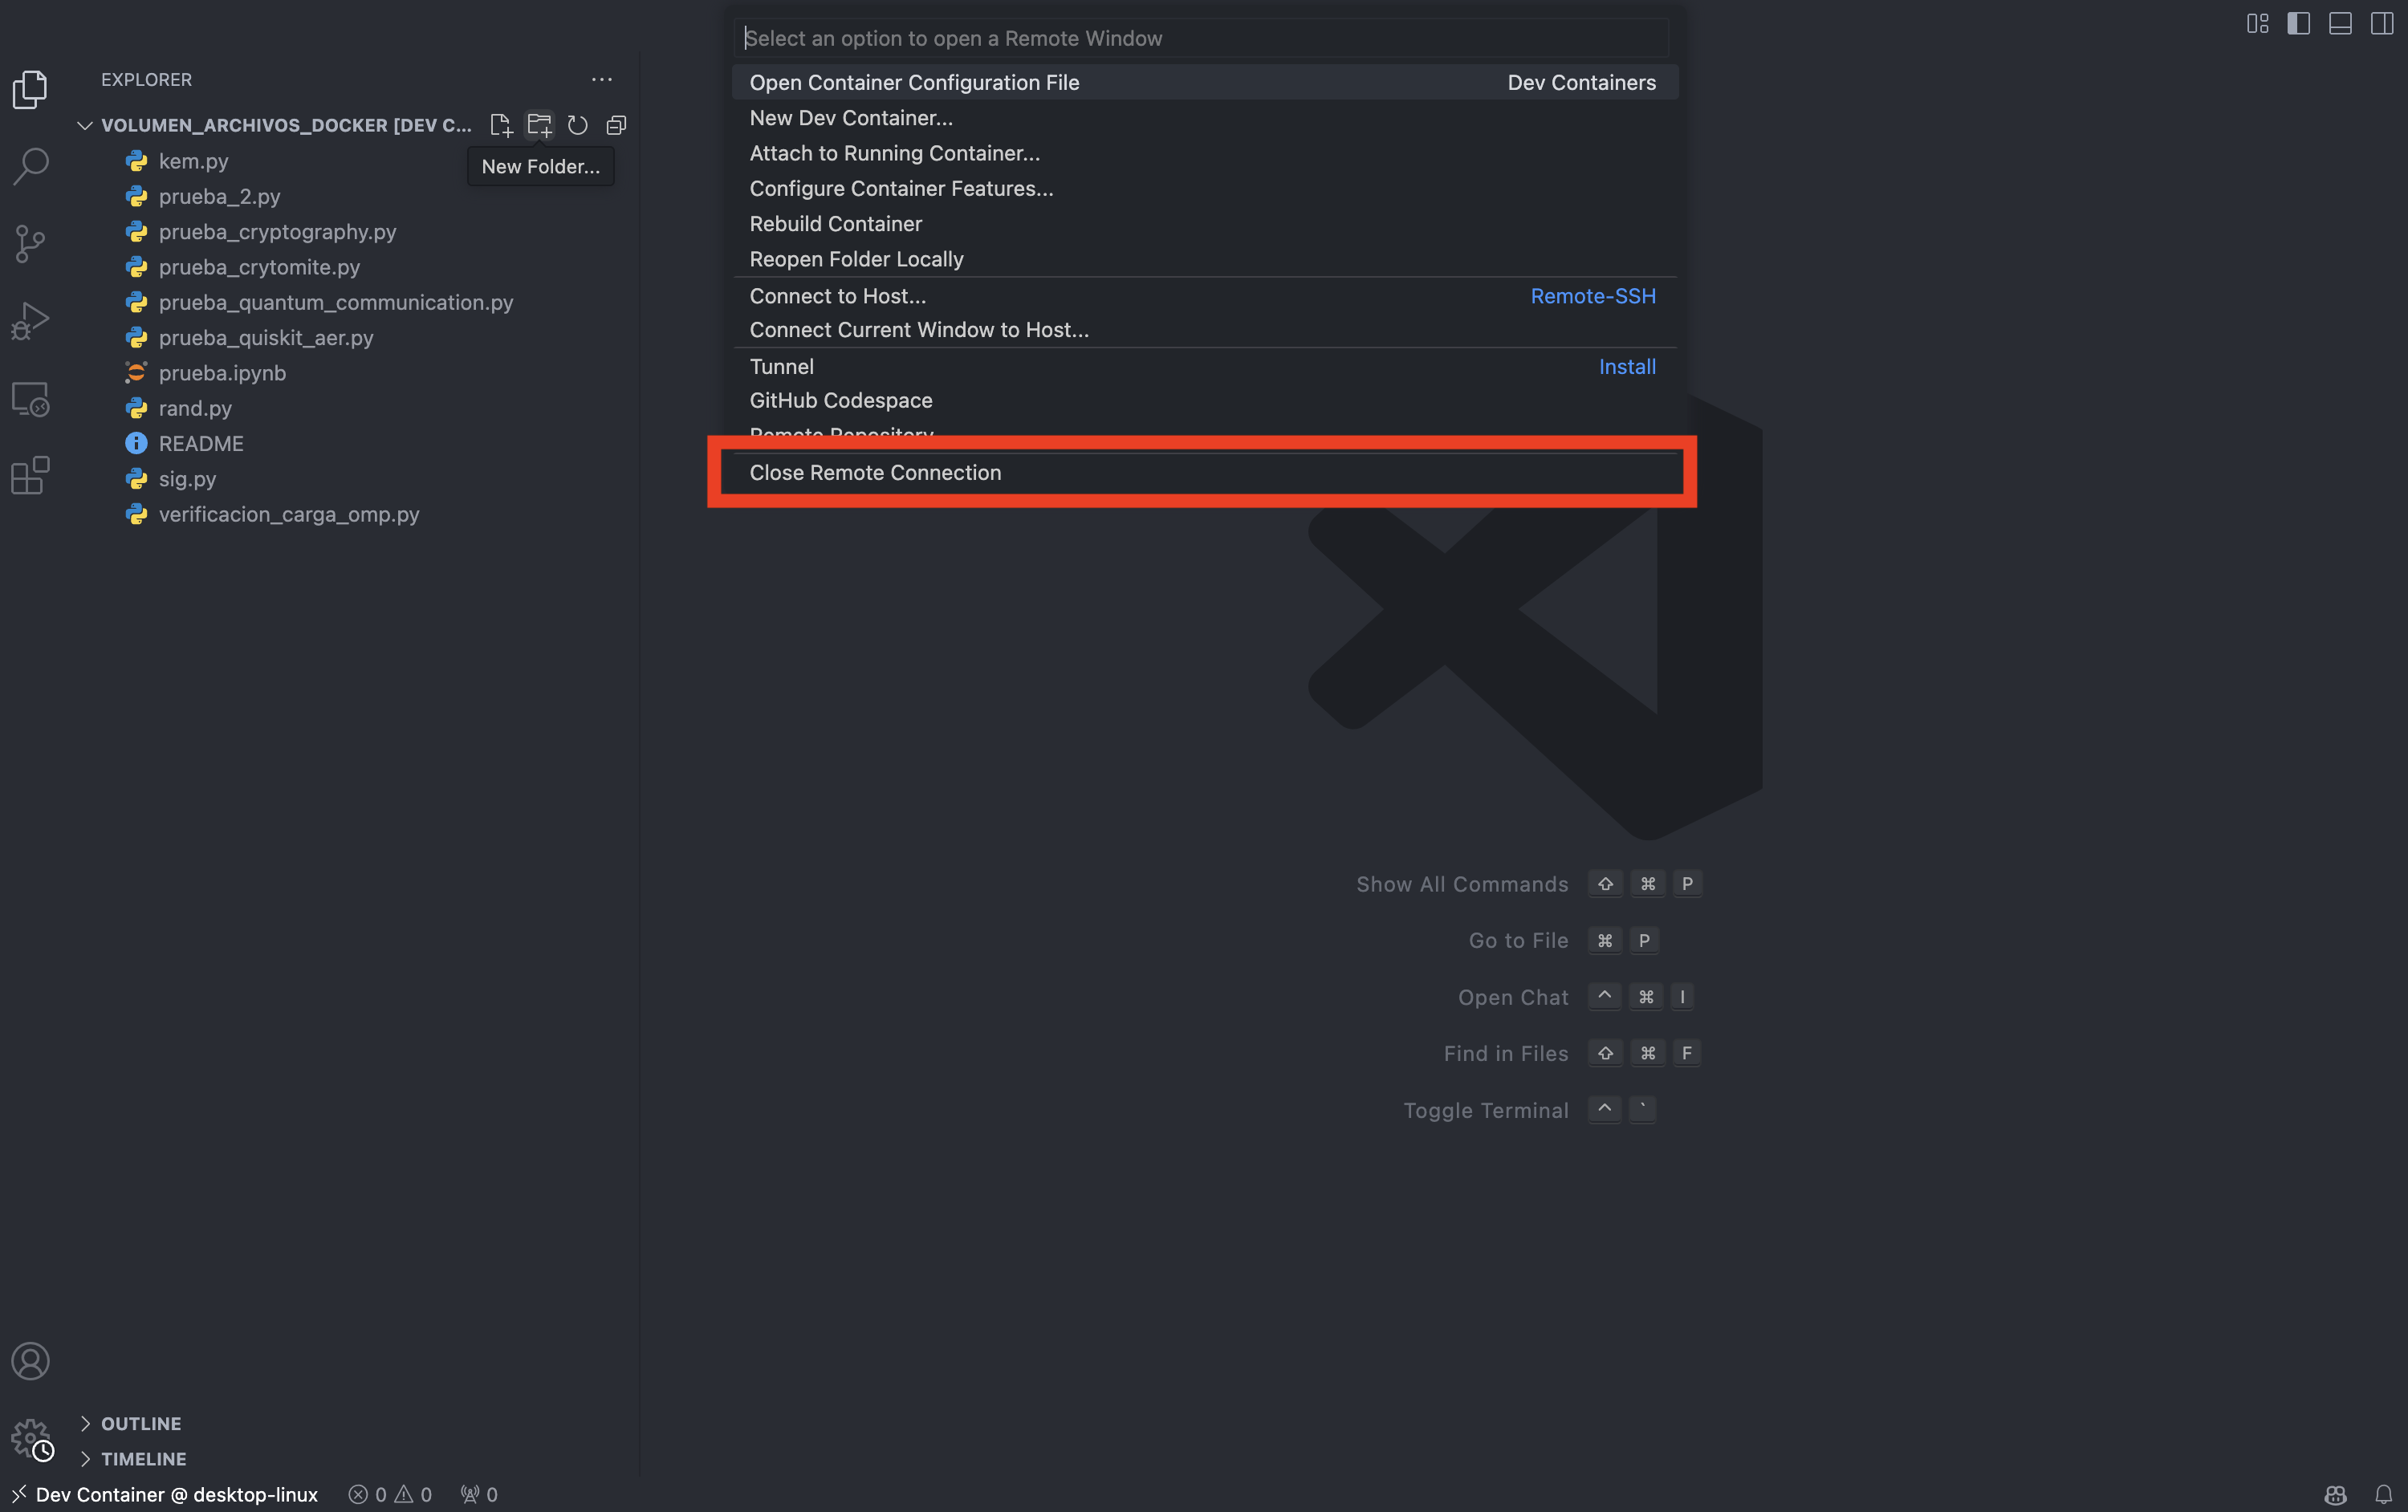 Select an option to open a Remote Window
EXPLORER
Open Container Configuration File Dev Containers
VOLUMEN_ARCHIVOS_DOCKER [DEV C...
New Dev Container...
kem.py
New Folder...
Attach to Running Container...
prueba_2.py
Configure Container Features...
prueba_cryptography.py
Rebuild Container
prueba_crytomite.py
Reopen Folder Locally
prueba_quantum_communication.py
Connect to Host... Remote-SSH
prueba_quiskit_aer.py
Connect Current Window to Host...
prueba.ipynb
Tunnel Install
rand.py
GitHub Codespace
README
Remote Repository
sig.py
Close Remote Connection
verificacion_carga_omp.py
Show All Commands ⇧ ⌘ P
Go to File ⌘ P
Open Chat ^ ⌘ I
Find in Files ⇧ ⌘ F
Toggle Terminal ^ `
OUTLINE
TIMELINE
Dev Container @ desktop-linux 0 0 0